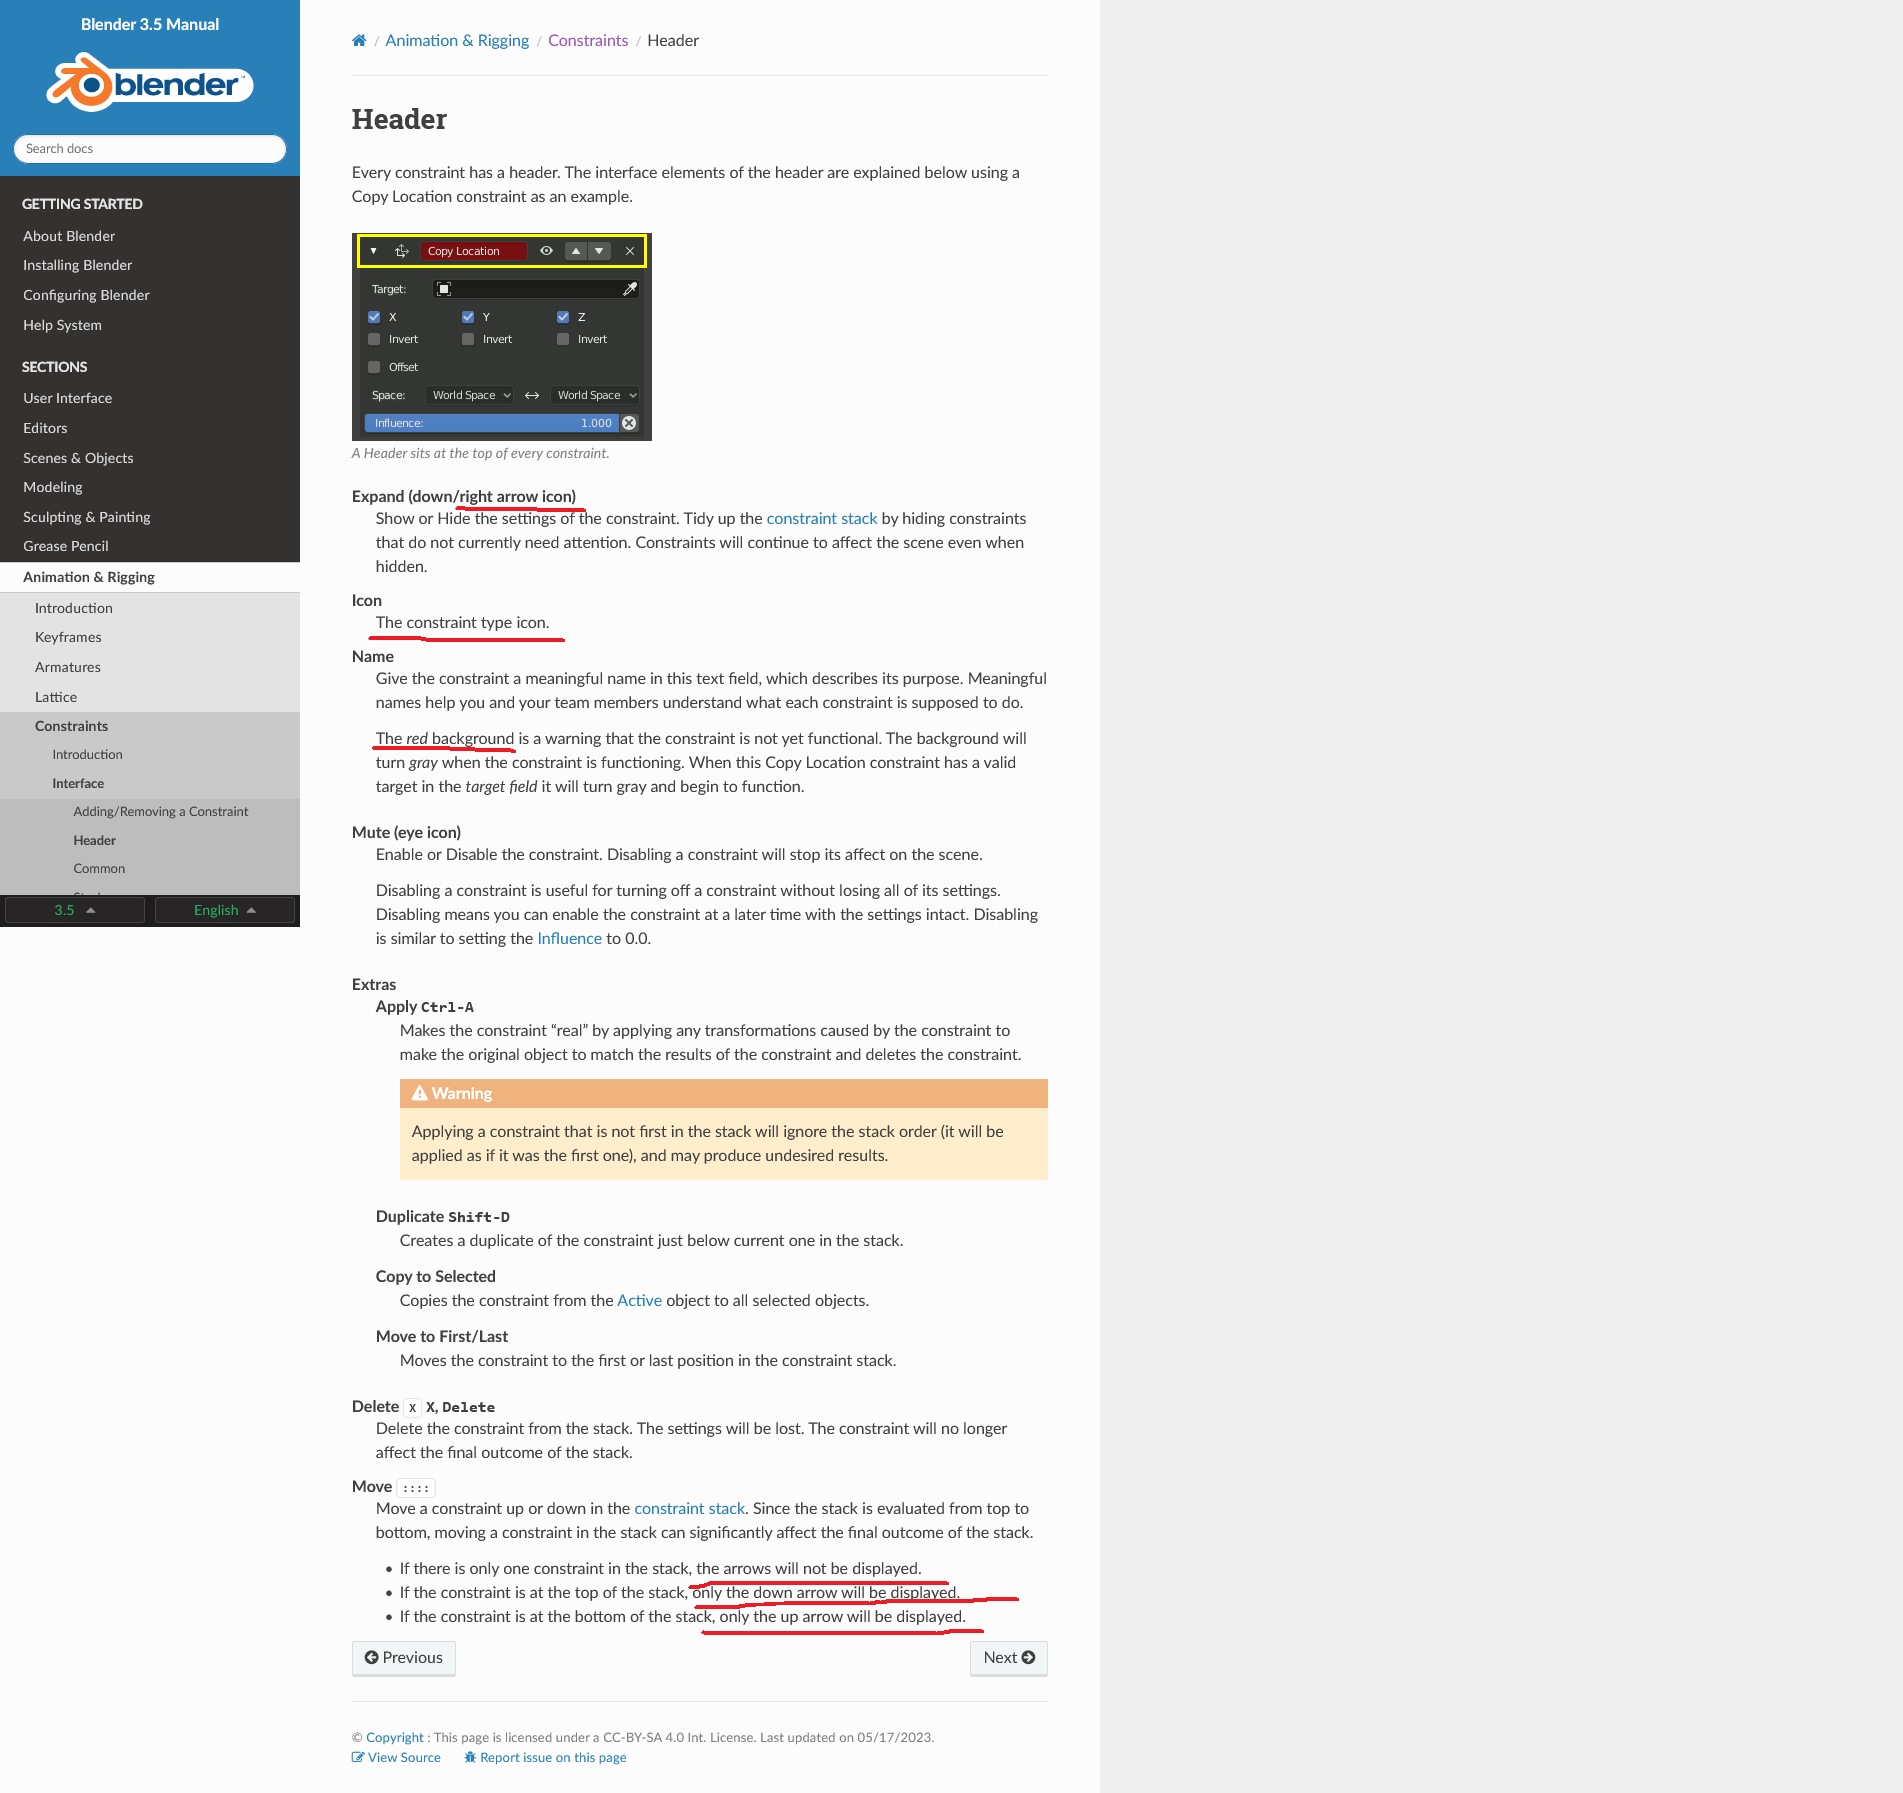 Blender 3.5 Manual
blender™
Search docs
GETTING STARTED
About Blender
Installing Blender
Configuring Blender
Help System
SECTIONS
User Interface
Editors
Scenes & Objects
Modeling
Sculpting & Painting
Grease Pencil
Animation & Rigging
Introduction
Keyframes
Armatures
Lattice
Constraints
Introduction
Interface
Adding/Removing a Constraint
Header
Common
3.5
English
/ Animation & Rigging / Constraints / Header
Header
Every constraint has a header. The interface elements of the header are explained below using a
Copy Location constraint as an example.
Copy Location
Target:
X Y Z
Invert Invert Invert
Offset
Space: World Space World Space
Influence: 1.000
A Header sits at the top of every constraint.
Expand (down/right arrow icon)
Show or Hide the settings of the constraint. Tidy up the constraint stack by hiding constraints
that do not currently need attention. Constraints will continue to affect the scene even when
hidden.
Icon
The constraint type icon.
Name
Give the constraint a meaningful name in this text field, which describes its purpose. Meaningful
names help you and your team members understand what each constraint is supposed to do.
The red background is a warning that the constraint is not yet functional. The background will
turn gray when the constraint is functioning. When this Copy Location constraint has a valid
target in the target field it will turn gray and begin to function.
Mute (eye icon)
Enable or Disable the constraint. Disabling a constraint will stop its affect on the scene.
Disabling a constraint is useful for turning off a constraint without losing all of its settings.
Disabling means you can enable the constraint at a later time with the settings intact. Disabling
is similar to setting the Influence to 0.0.
Extras
Apply Ctrl-A
Makes the constraint “real” by applying any transformations caused by the constraint to
make the original object to match the results of the constraint and deletes the constraint.
Warning
Applying a constraint that is not first in the stack will ignore the stack order (it will be
applied as if it was the first one), and may produce undesired results.
Duplicate Shift-D
Creates a duplicate of the constraint just below current one in the stack.
Copy to Selected
Copies the constraint from the Active object to all selected objects.
Move to First/Last
Moves the constraint to the first or last position in the constraint stack.
Delete X X, Delete
Delete the constraint from the stack. The settings will be lost. The constraint will no longer
affect the final outcome of the stack.
Move ::::
Move a constraint up or down in the constraint stack. Since the stack is evaluated from top to
bottom, moving a constraint in the stack can significantly affect the final outcome of the stack.
• If there is only one constraint in the stack, the arrows will not be displayed.
• If the constraint is at the top of the stack, only the down arrow will be displayed.
• If the constraint is at the bottom of the stack, only the up arrow will be displayed.
Previous
Next
© Copyright : This page is licensed under a CC-BY-SA 4.0 Int. License. Last updated on 05/17/2023.
View Source Report issue on this page